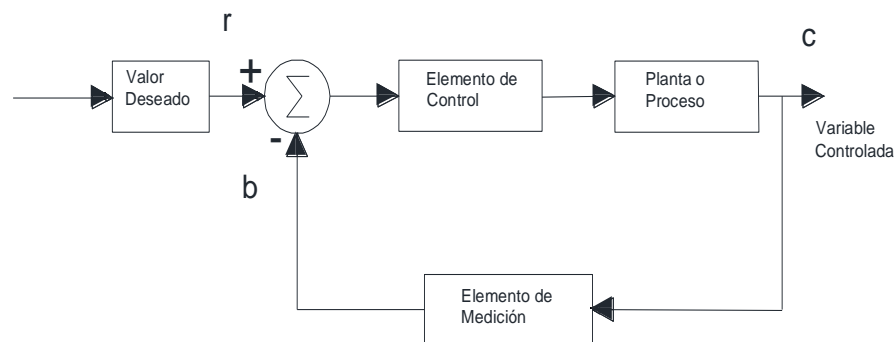 r
c
+
Valor
Deseado
Σ
Elemento de
Control
Planta o
Proceso
Variable
Controlada
-
b
Elemento de
Medición